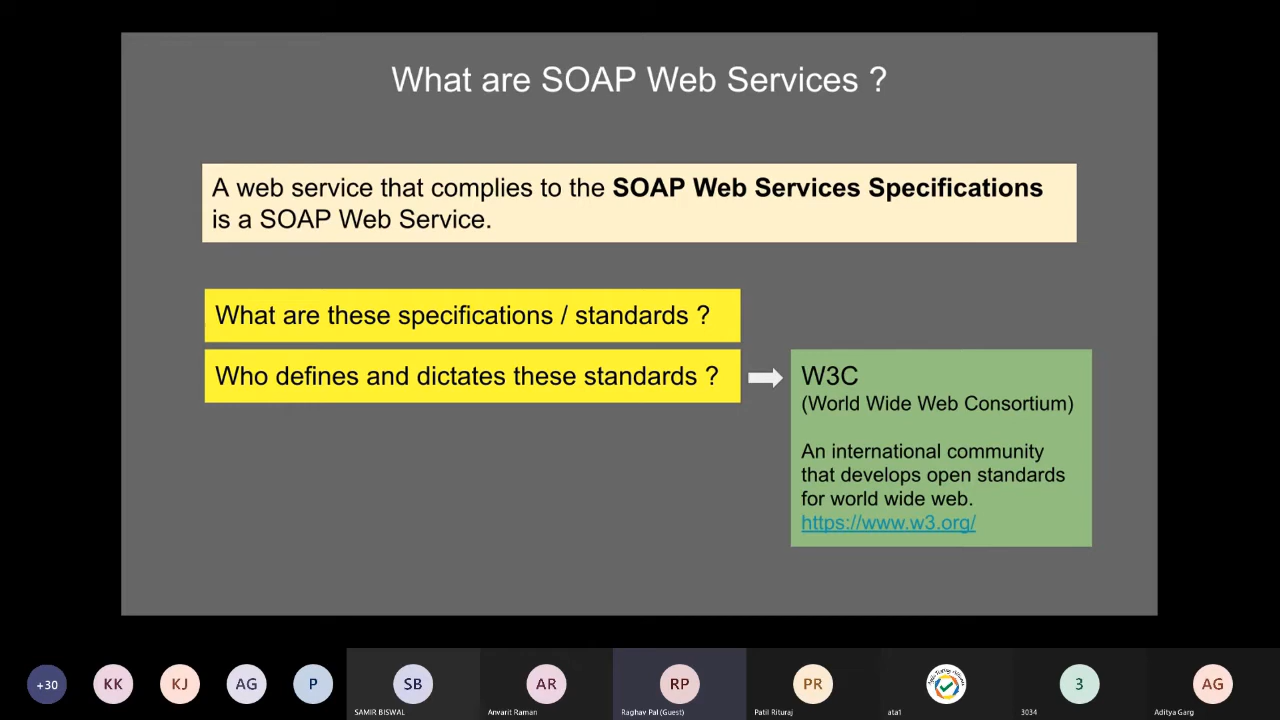 What are SOAP Web Services ?
A web service that complies to the SOAP Web Services Specifications
is a SOAP Web Service.
What are these specifications / standards ?
Who defines and dictates these standards ?
W3C
(World Wide Web Consortium)
An international community
that develops open standards
for world wide web.
https://www.w3.org/
+30
KK
KJ
AG
P
SB
SAMIR BISWAL
AR
Anvarit Raman
RP
Raghav Pal (Guest)
PR
Patil Rituraj
ata1
3
3034
AG
Aditya Garg